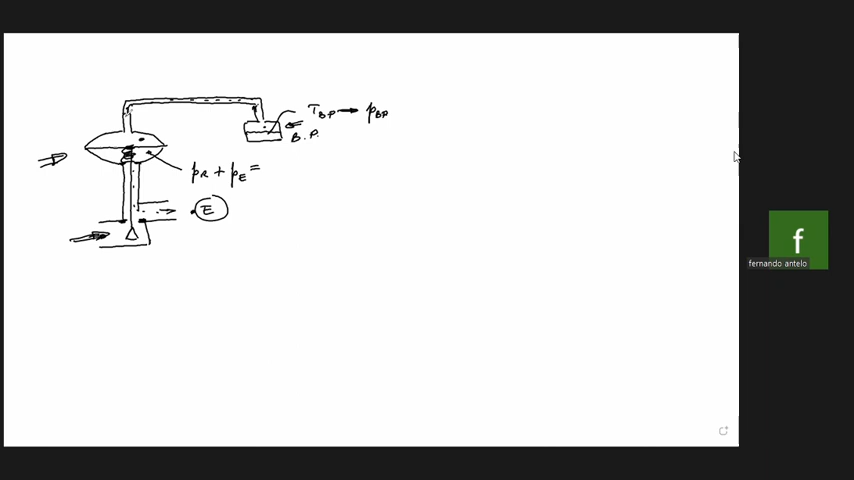 T_BP → p_BP
B.P.
p_R + p_E =
E
f
fernando antelo